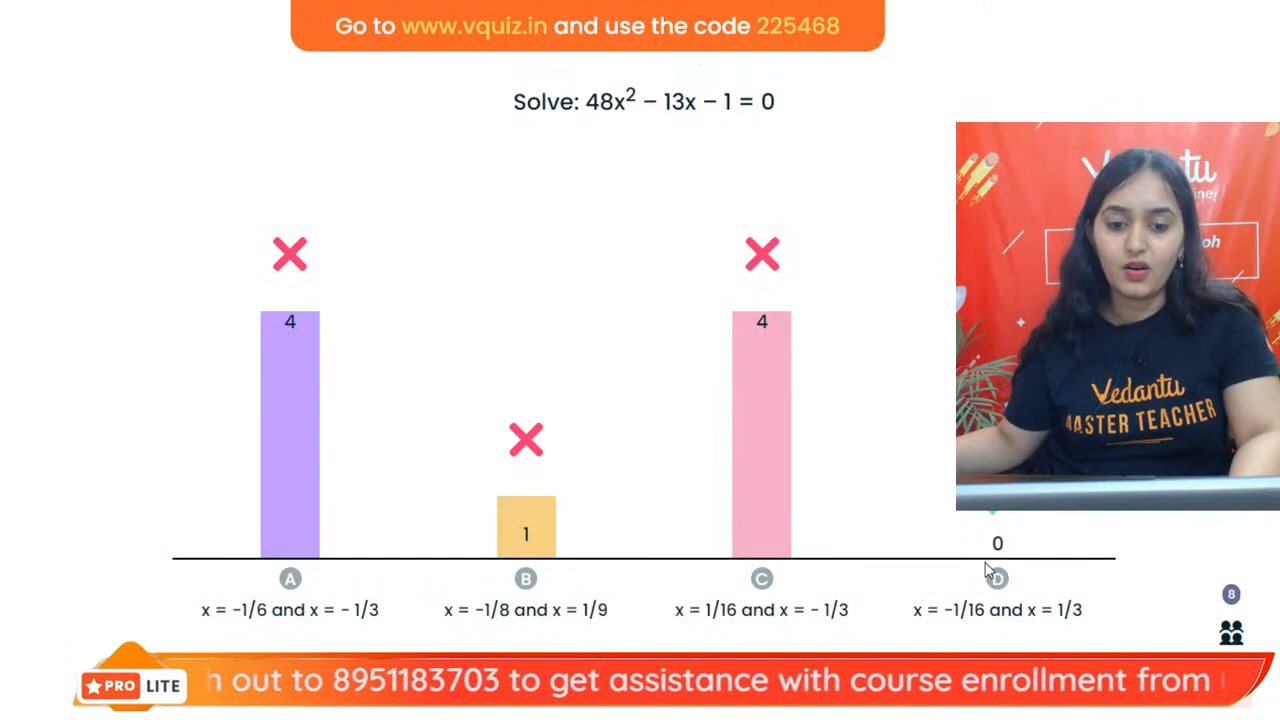 Go to www.vquiz.in and use the code 225468
Solve: 48x² − 13x − 1 = 0
4
1
4
0
A
B
C
D
x = −1/6 and x = − 1/3
x = −1/8 and x = 1/9
x = 1/16 and x = − 1/3
x = −1/16 and x = 1/3
8
oh
Vedantu
MASTER TEACHER
PRO LITE
h out to 8951183703 to get assistance with course enrollment from